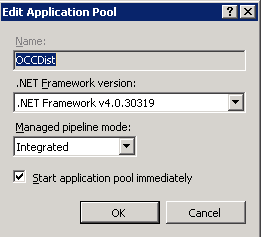 Edit Application Pool
Name:
OCCDist
.NET Framework version:
.NET Framework v4.0.30319
Managed pipeline mode:
Integrated
Start application pool immediately
OK
Cancel